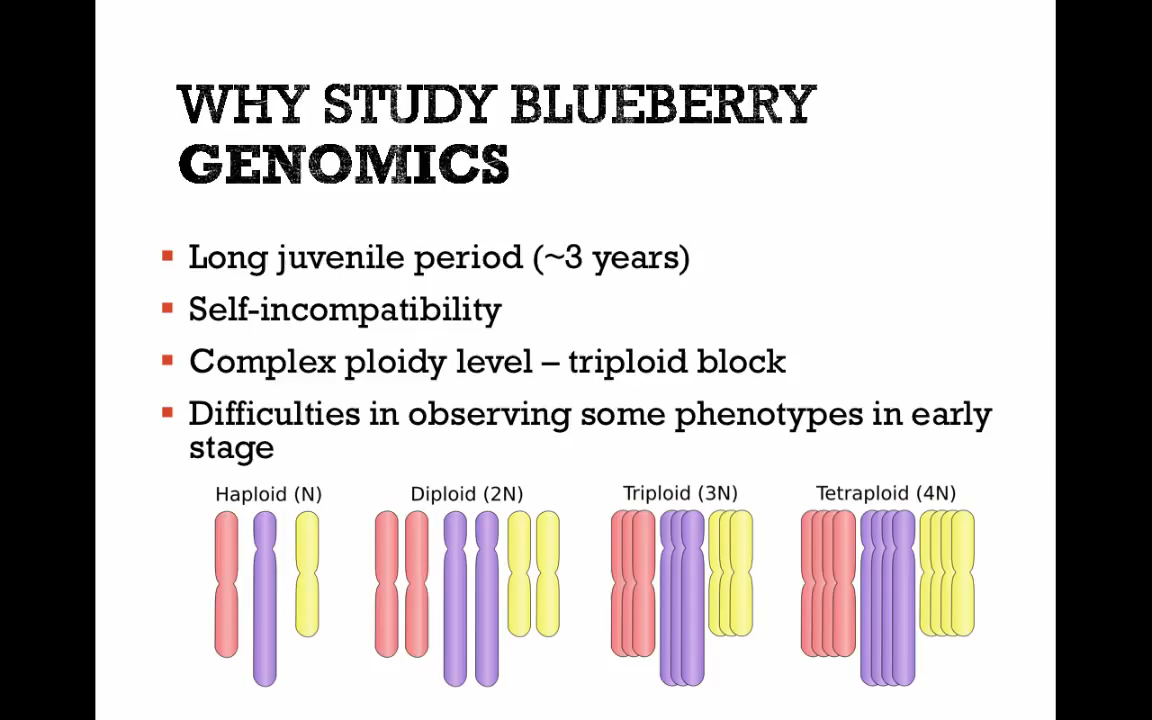 WHY STUDY BLUEBERRY
GENOMICS
▪ Long juvenile period (~3 years)
▪ Self-incompatibility
▪ Complex ploidy level – triploid block
▪ Difficulties in observing some phenotypes in early
stage
Haploid (N) Diploid (2N) Triploid (3N) Tetraploid (4N)